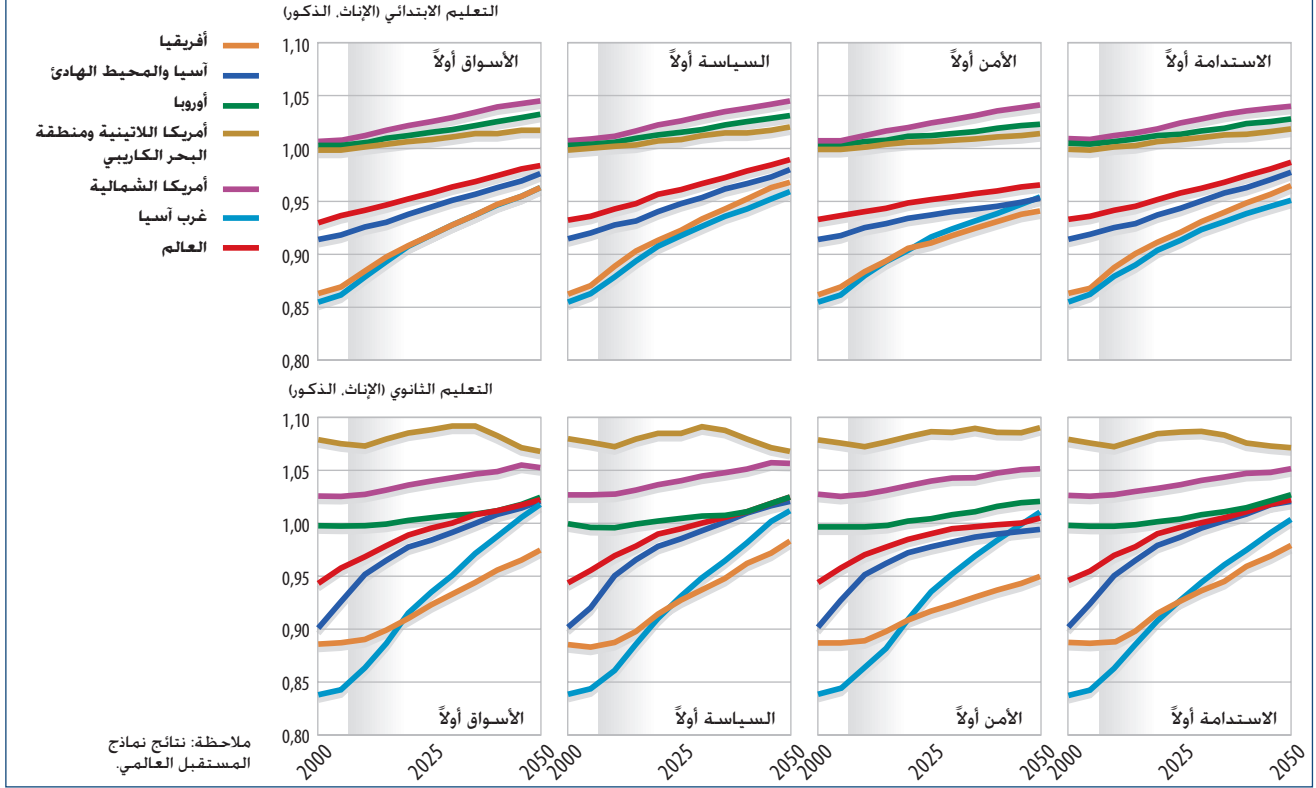 التعليم الابتدائي (الإناث، الذكور)
أفريقيا
آسيا والمحيط الهادئ
أوروبا
أمريكا اللاتينية ومنطقة
البحر الكاريبي
أمريكا الشمالية
غرب آسيا
العالم
1,10
1,05
1,00
0,95
0,90
0,85
0,80
الأسواق أولاً
السياسة أولاً
الأمن أولاً
الاستدامة أولاً
التعليم الثانوي (الإناث، الذكور)
1,10
1,05
1,00
0,95
0,90
0,85
0,80
الأسواق أولاً
السياسة أولاً
الأمن أولاً
الاستدامة أولاً
2000 2025 2050 2000 2025 2050 2000 2025 2050 2000 2025 2050
ملاحظة: نتائج نماذج
المستقبل العالمي.